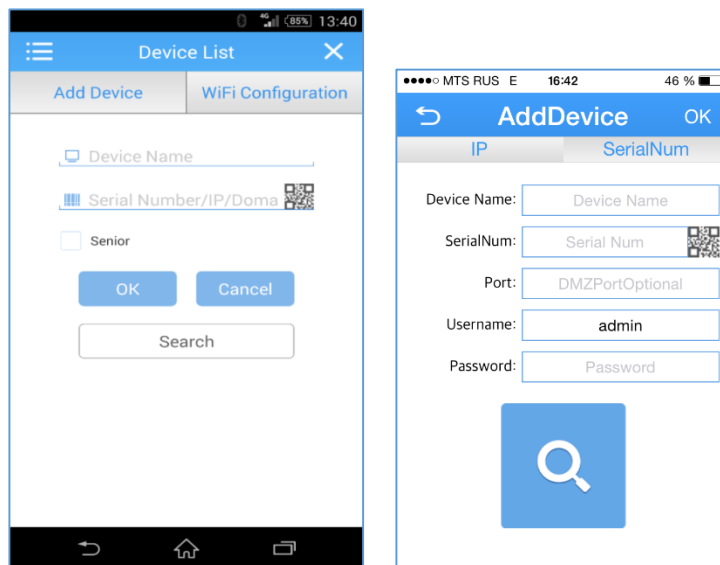 4G 85% 13:40
Device List
Add Device WiFi Configuration
Device Name
Serial Number/IP/Doma
Senior
OK Cancel
Search
MTS RUS E 16:42 46 %
AddDevice OK
IP SerialNum
Device Name: Device Name
SerialNum: Serial Num
Port: DMZPortOptional
Username: admin
Password: Password